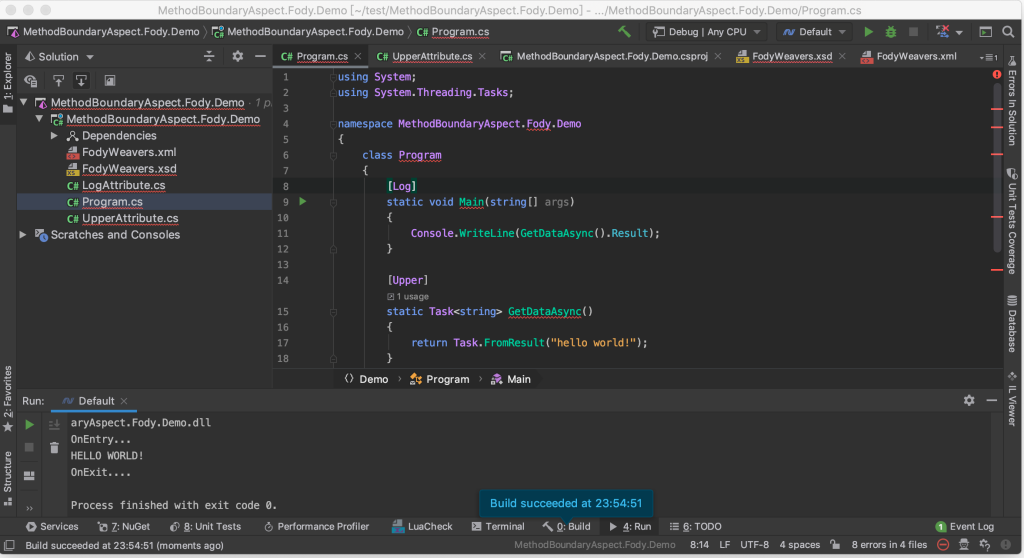 MethodBoundaryAspect.Fody.Demo [~/test/MethodBoundaryAspect.Fody.Demo] - .../MethodBoundaryAspect.Fody.Demo/Program.cs
MethodBoundaryAspect.Fody.Demo MethodBoundaryAspect.Fody.Demo C# Program.cs Debug | Any CPU Default
1: Explorer
Solution
C# Program.cs C# UpperAttribute.cs MethodBoundaryAspect.Fody.Demo.csproj FodyWeavers.xsd FodyWeavers.xml
MethodBoundaryAspect.Fody.Demo · 1 p
MethodBoundaryAspect.Fody.Demo
Dependencies
FodyWeavers.xml
FodyWeavers.xsd
C# LogAttribute.cs
C# Program.cs
C# UpperAttribute.cs
Scratches and Consoles
1 using System;
2 using System.Threading.Tasks;
3
4 namespace MethodBoundaryAspect.Fody.Demo
5 {
6 class Program
7 {
8 [Log]
9 static void Main(string[] args)
10 {
11 Console.WriteLine(GetDataAsync().Result);
12 }
13
14 [Upper]
1 usage
15 static Task<string> GetDataAsync()
16 {
17 return Task.FromResult("hello world!");
18 }
Demo Program Main
Errors In Solution
Unit Tests Coverage
Database
IL Viewer
2: Favorites
Structure
Run: Default
aryAspect.Fody.Demo.dll
OnEntry...
HELLO WORLD!
OnExit....
Process finished with exit code 0.
Build succeeded at 23:54:51
Services 7: NuGet 8: Unit Tests Performance Profiler LuaCheck Terminal 0: Build 4: Run 6: TODO 1 Event Log
Build succeeded at 23:54:51 (moments ago) MethodBoundaryAspect.Fody.Demo 8:14 LF UTF-8 4 spaces 8 errors in 4 files